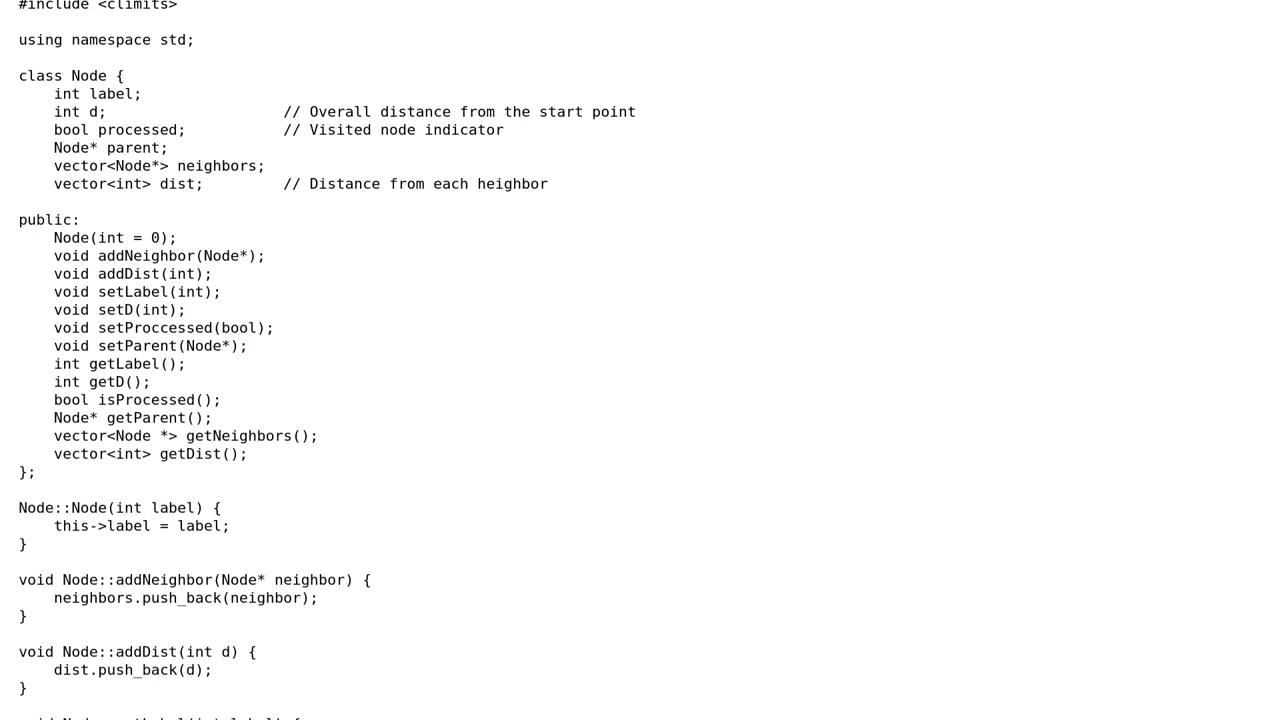 #include <climits>

using namespace std;

class Node {
    int label;
    int d;                    // Overall distance from the start point
    bool processed;           // Visited node indicator
    Node* parent;
    vector<Node*> neighbors;
    vector<int> dist;         // Distance from each heighbor

public:
    Node(int = 0);
    void addNeighbor(Node*);
    void addDist(int);
    void setLabel(int);
    void setD(int);
    void setProccessed(bool);
    void setParent(Node*);
    int getLabel();
    int getD();
    bool isProcessed();
    Node* getParent();
    vector<Node *> getNeighbors();
    vector<int> getDist();
};

Node::Node(int label) {
    this->label = label;
}

void Node::addNeighbor(Node* neighbor) {
    neighbors.push_back(neighbor);
}

void Node::addDist(int d) {
    dist.push_back(d);
}